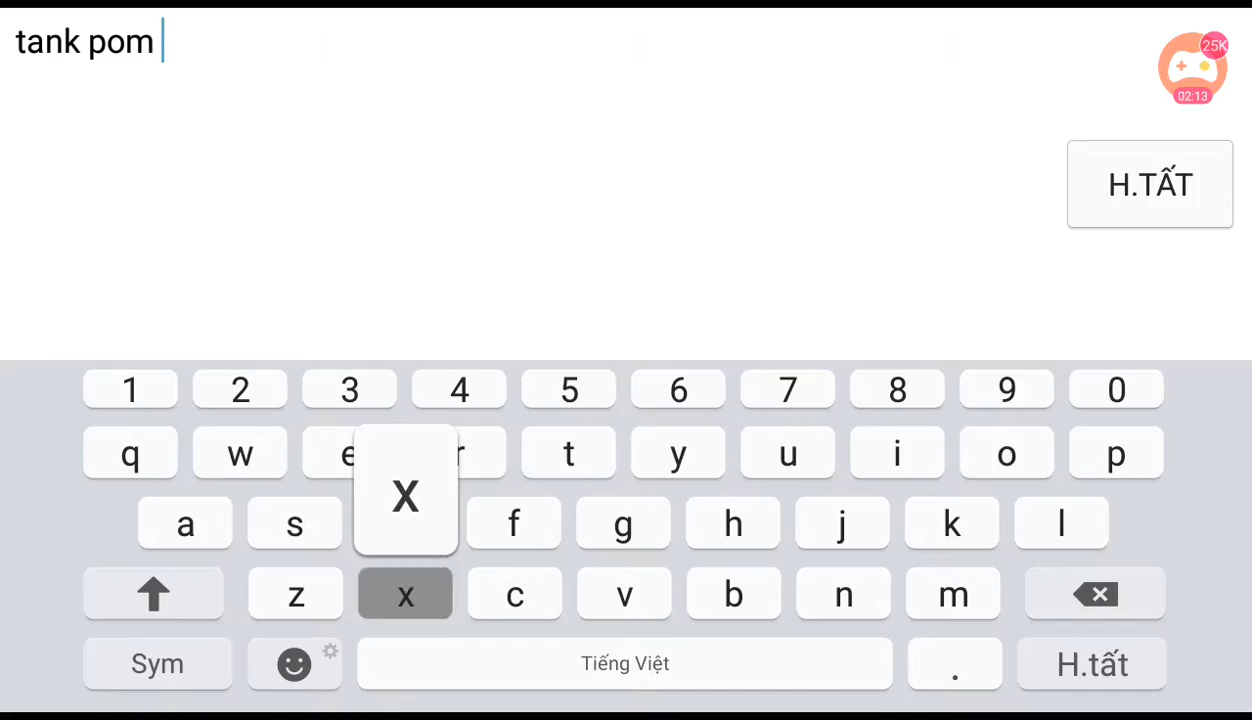 tank pom
25K
02:13
H.TẤT
1 2 3 4 5 6 7 8 9 0
q w e r t y u i o p
X
a s f g h j k l
z x c v b n m
Sym Tiếng Việt . H.tất